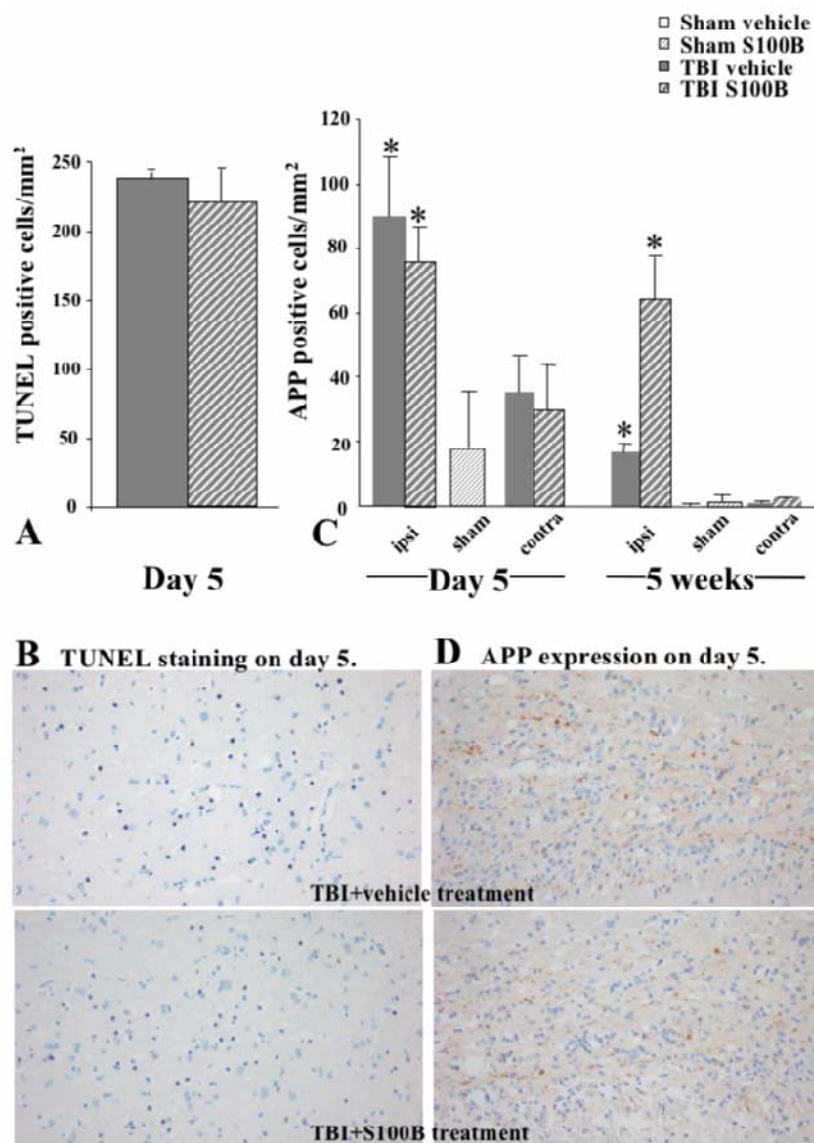 Sham vehicle
Sham S100B
TBI vehicle
TBI S100B
TUNEL positive cells/mm²
250
200
150
100
50
0
A
Day 5
APP positive cells/mm²
120
100
80
60
40
20
0
*
*
*
*
C
ipsi
sham
contra
ipsi
sham
contra
Day 5
5 weeks
B TUNEL staining on day 5.
D APP expression on day 5.
TBI+vehicle treatment
TBI+S100B treatment